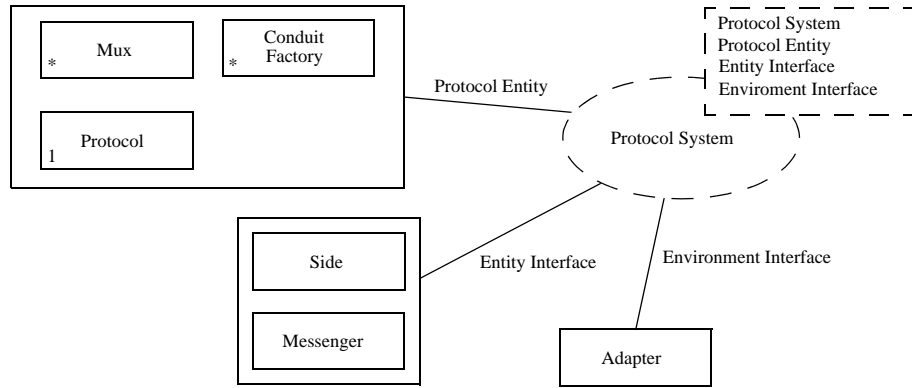 Protocol System
Protocol Entity
Entity Interface
Enviroment Interface
Mux
*
Conduit
Factory
*
Protocol Entity
Protocol
1
Protocol System
Side
Entity Interface
Environment Interface
Messenger
Adapter